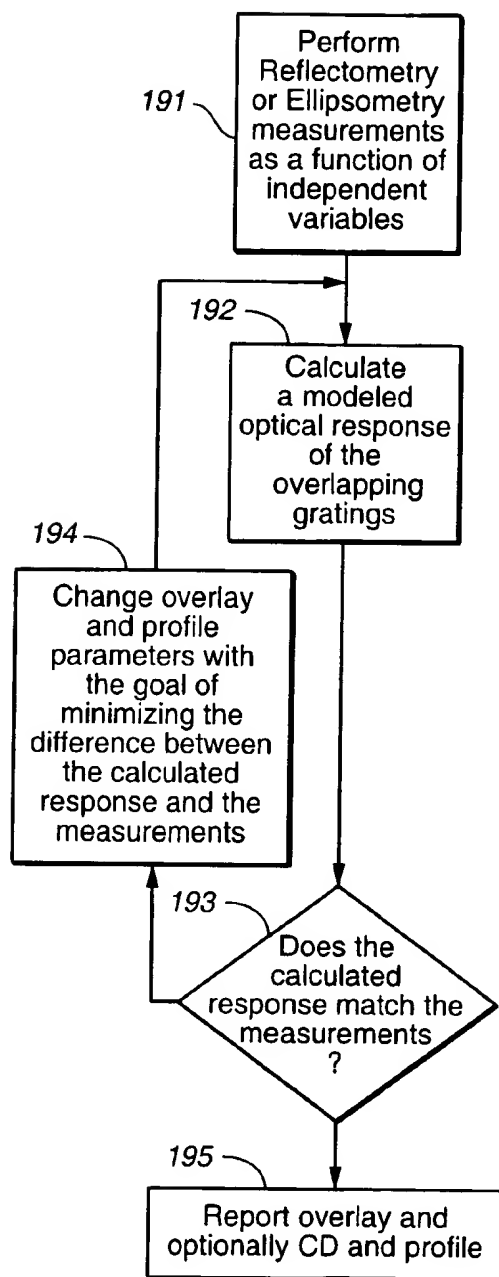 191
Perform
Reflectometry
or Ellipsometry
measurements
as a function of
independent
variables
192
Calculate
a modeled
optical response
of the
overlapping
gratings
194
Change overlay
and profile
parameters with
the goal of
minimizing the
difference between
the calculated
response and the
measurements
193
Does the
calculated
response match the
measurements
?
195
Report overlay and
optionally CD and profile